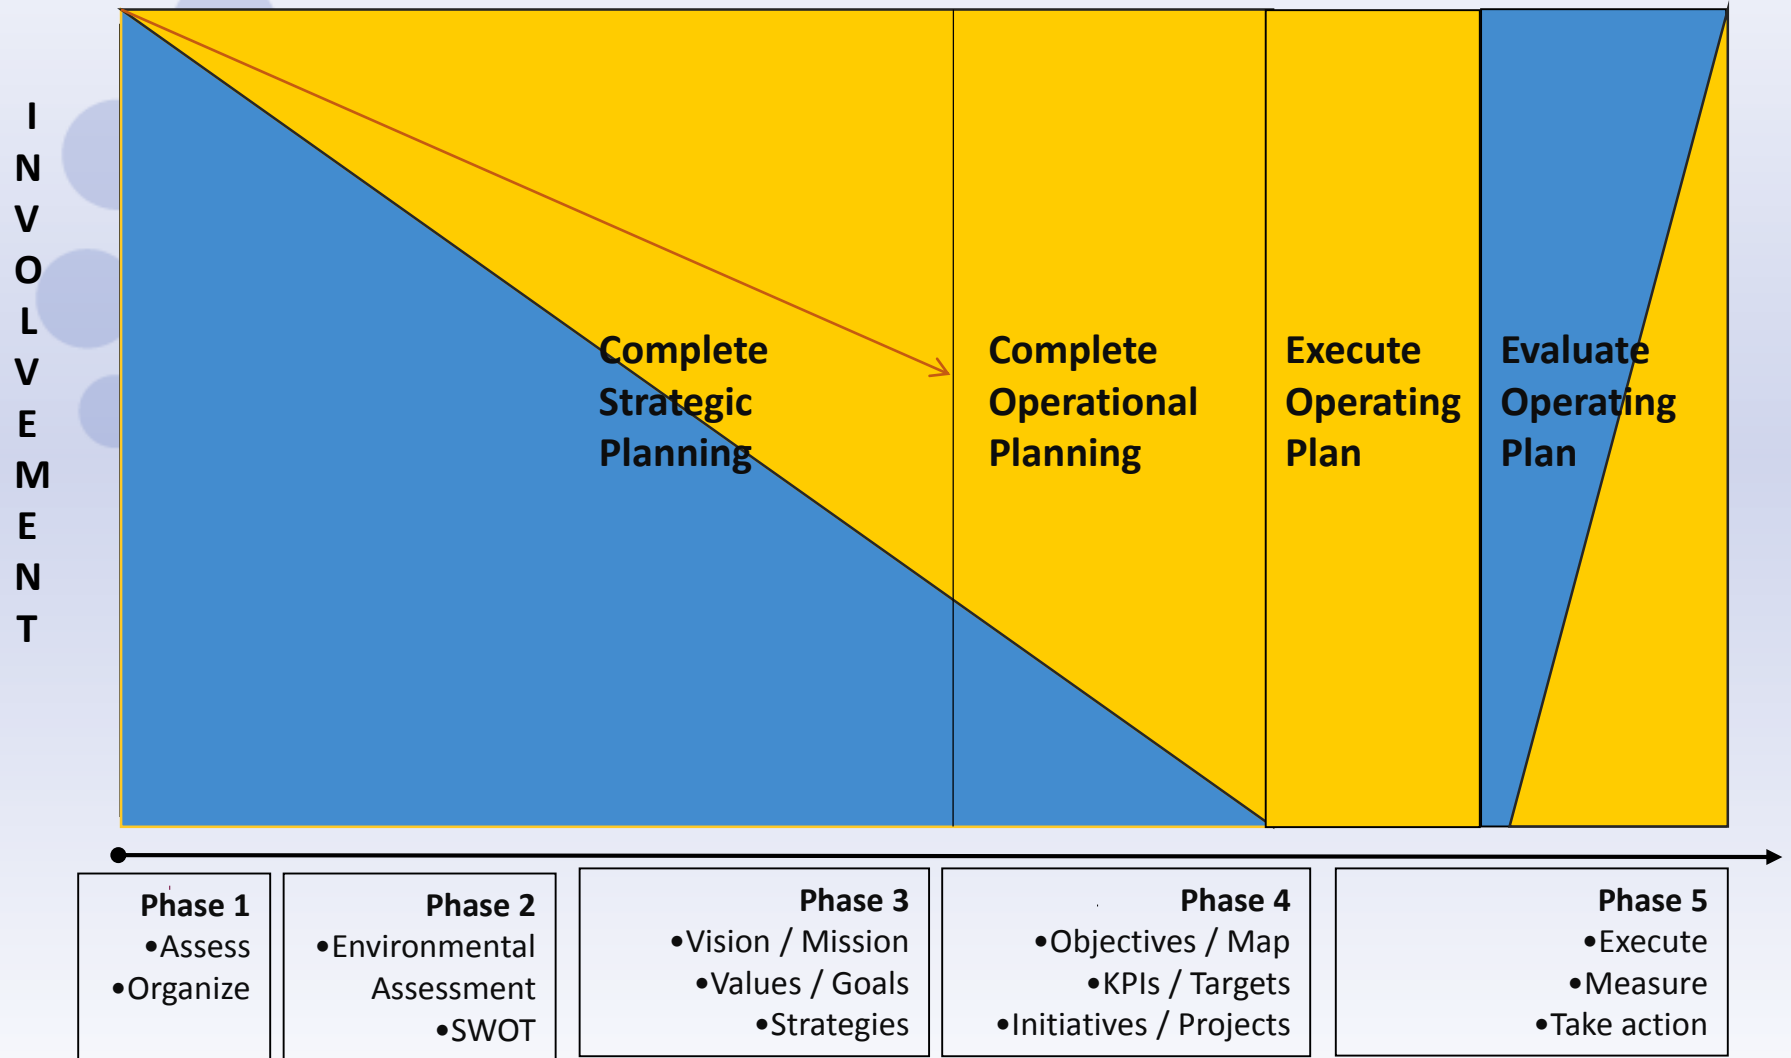 I
N
V
O
L
V
E
M
E
N
T
Complete
Strategic
Planning
Complete
Operational
Planning
Execute
Operating
Plan
Evaluate
Operating
Plan
Phase 1
•Assess
•Organize
Phase 2
•Environmental
Assessment
•SWOT
Phase 3
•Vision / Mission
•Values / Goals
•Strategies
Phase 4
•Objectives / Map
•KPIs / Targets
•Initiatives / Projects
Phase 5
•Execute
•Measure
•Take action